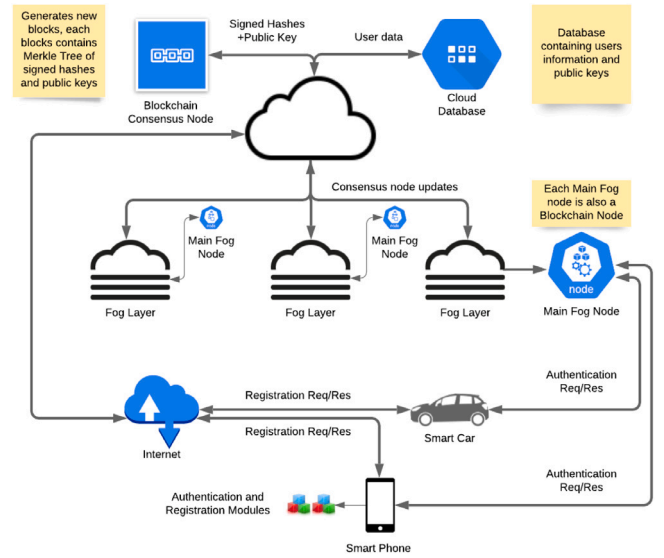 Generates new
blocks, each
blocks contains
Merkle Tree of
signed hashes
and public keys
Signed Hashes
+Public Key
User data
Database
containing users
information and
public keys
Blockchain
Consensus Node
Cloud
Database
Consensus node updates
Each Main Fog
node is also a
Blockchain Node
node
Main Fog
Node
node
Main Fog
Node
node
Fog Layer
Fog Layer
Fog Layer
Main Fog Node
Authentication
Req/Res
Registration Req/Res
Registration Req/Res
Smart Car
Internet
Authentication
Req/Res
Authentication and
Registration Modules
Smart Phone